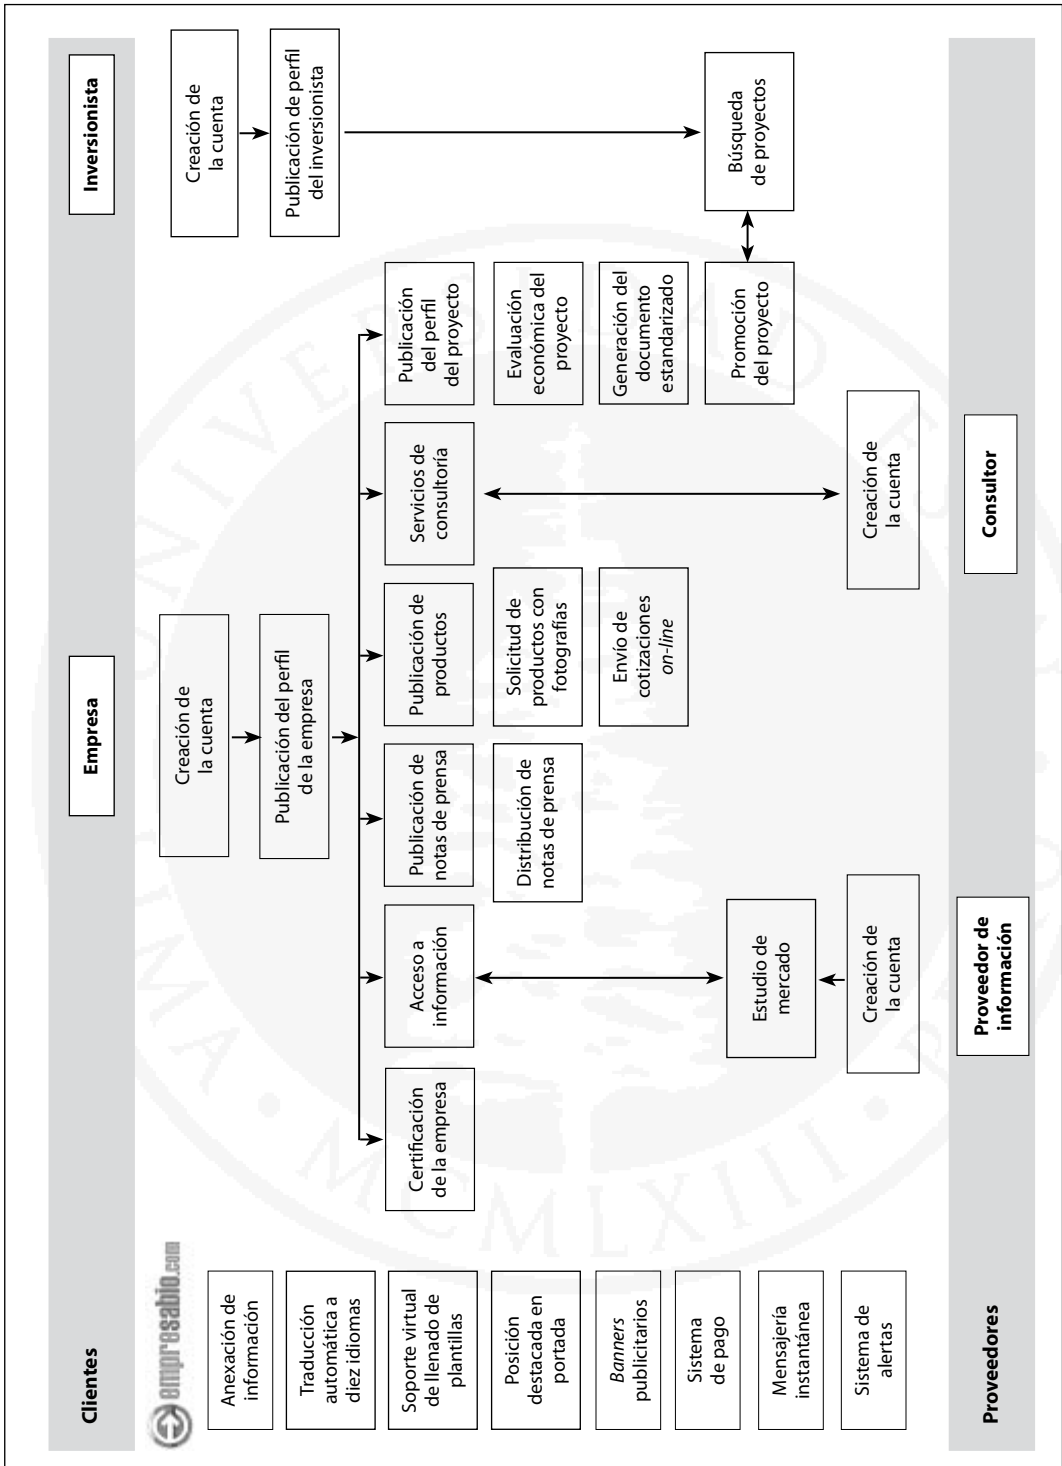 Clientes
Empresa
Inversionista
empresabio.com
Anexación de
información
Traducción
automática a
diez idiomas
Soporte virtual
de llenado de
plantillas
Posición
destacada en
portada
Banners
publicitarios
Sistema
de pago
Mensajería
instantánea
Sistema de
alertas
Creación de
la cuenta
Publicación del perfil
de la empresa
Certificación
de la empresa
Acceso a
información
Publicación de
notas de prensa
Publicación de
productos
Servicios de
consultoría
Publicación
del perfil
del proyecto
Distribución de
notas de prensa
Solicitud de
productos con
fotografías
Evaluación
económica del
proyecto
Envío de
cotizaciones
on-line
Generación del
documento
estandarizado
Promoción
del proyecto
Creación de
la cuenta
Publicación de perfil
del inversionista
Búsqueda
de proyectos
Estudio de
mercado
Creación de
la cuenta
Creación de
la cuenta
Proveedores
Proveedor de
información
Consultor
MCMLXIII